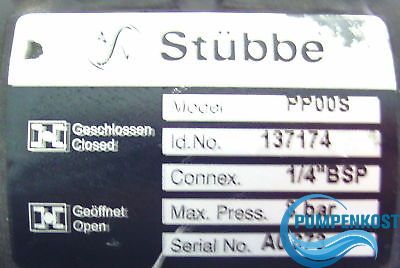 Stübbe
Model PP00S
Geschlossen
Closed
Id.No. 137174
Connex. 1/4"BSP
Geöffnet
Open
Max. Press. bar
PUMPENKOST
Serial No.